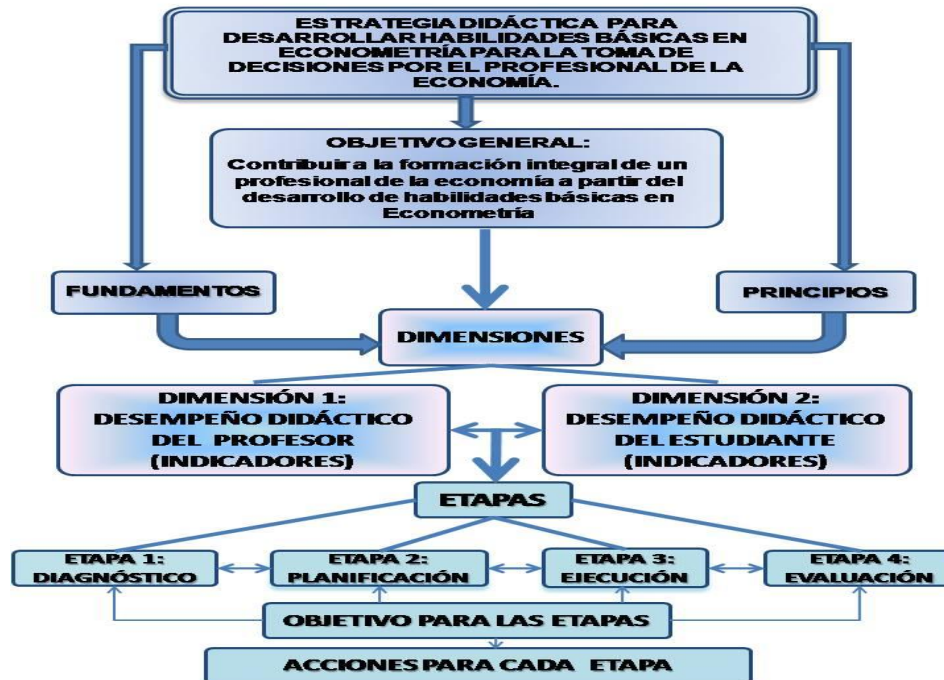 ESTRATEGIA DIDÁCTICA PARA
DESARROLLAR HABILIDADES BÁSICAS EN
ECONOMETRÍA PARA LA TOMA DE
DECISIONES POR EL PROFESIONAL DE LA
ECONOMÍA.
OBJETIVO GENERAL:
Contribuir a la formación integral de un
profesional de la economía a partir del
desarrollo de habilidades básicas en
Econometría
FUNDAMENTOS
PRINCIPIOS
DIMENSIONES
DIMENSIÓN 1:
DESEMPEÑO DIDÁCTICO
DEL PROFESOR
(INDICADORES)
DIMENSIÓN 2:
DESEMPEÑO DIDÁCTICO
DEL ESTUDIANTE
(INDICADORES)
ETAPAS
ETAPA 1:
DIAGNÓSTICO
ETAPA 2:
PLANIFICACIÓN
ETAPA 3:
EJECUCIÓN
ETAPA 4:
EVALUACIÓN
OBJETIVO PARA LAS ETAPAS
ACCIONES PARA CADA ETAPA